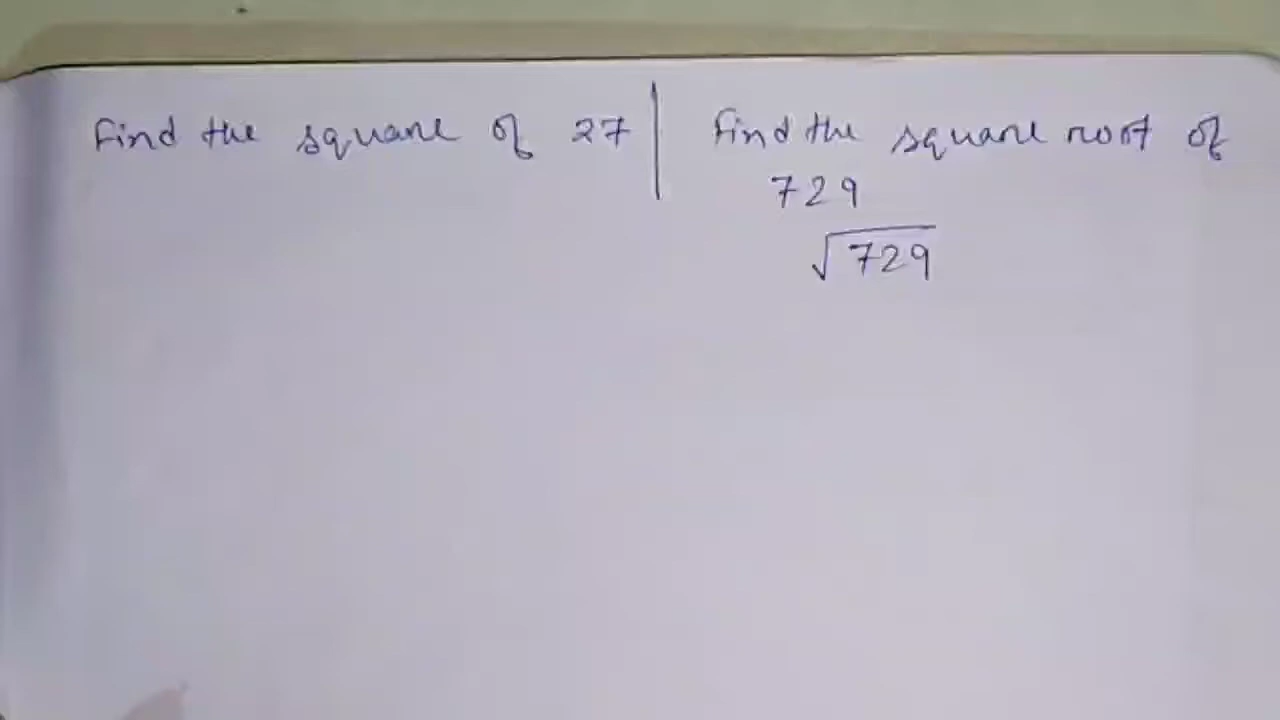 Find the square of 27
Find the square root of
729
√729